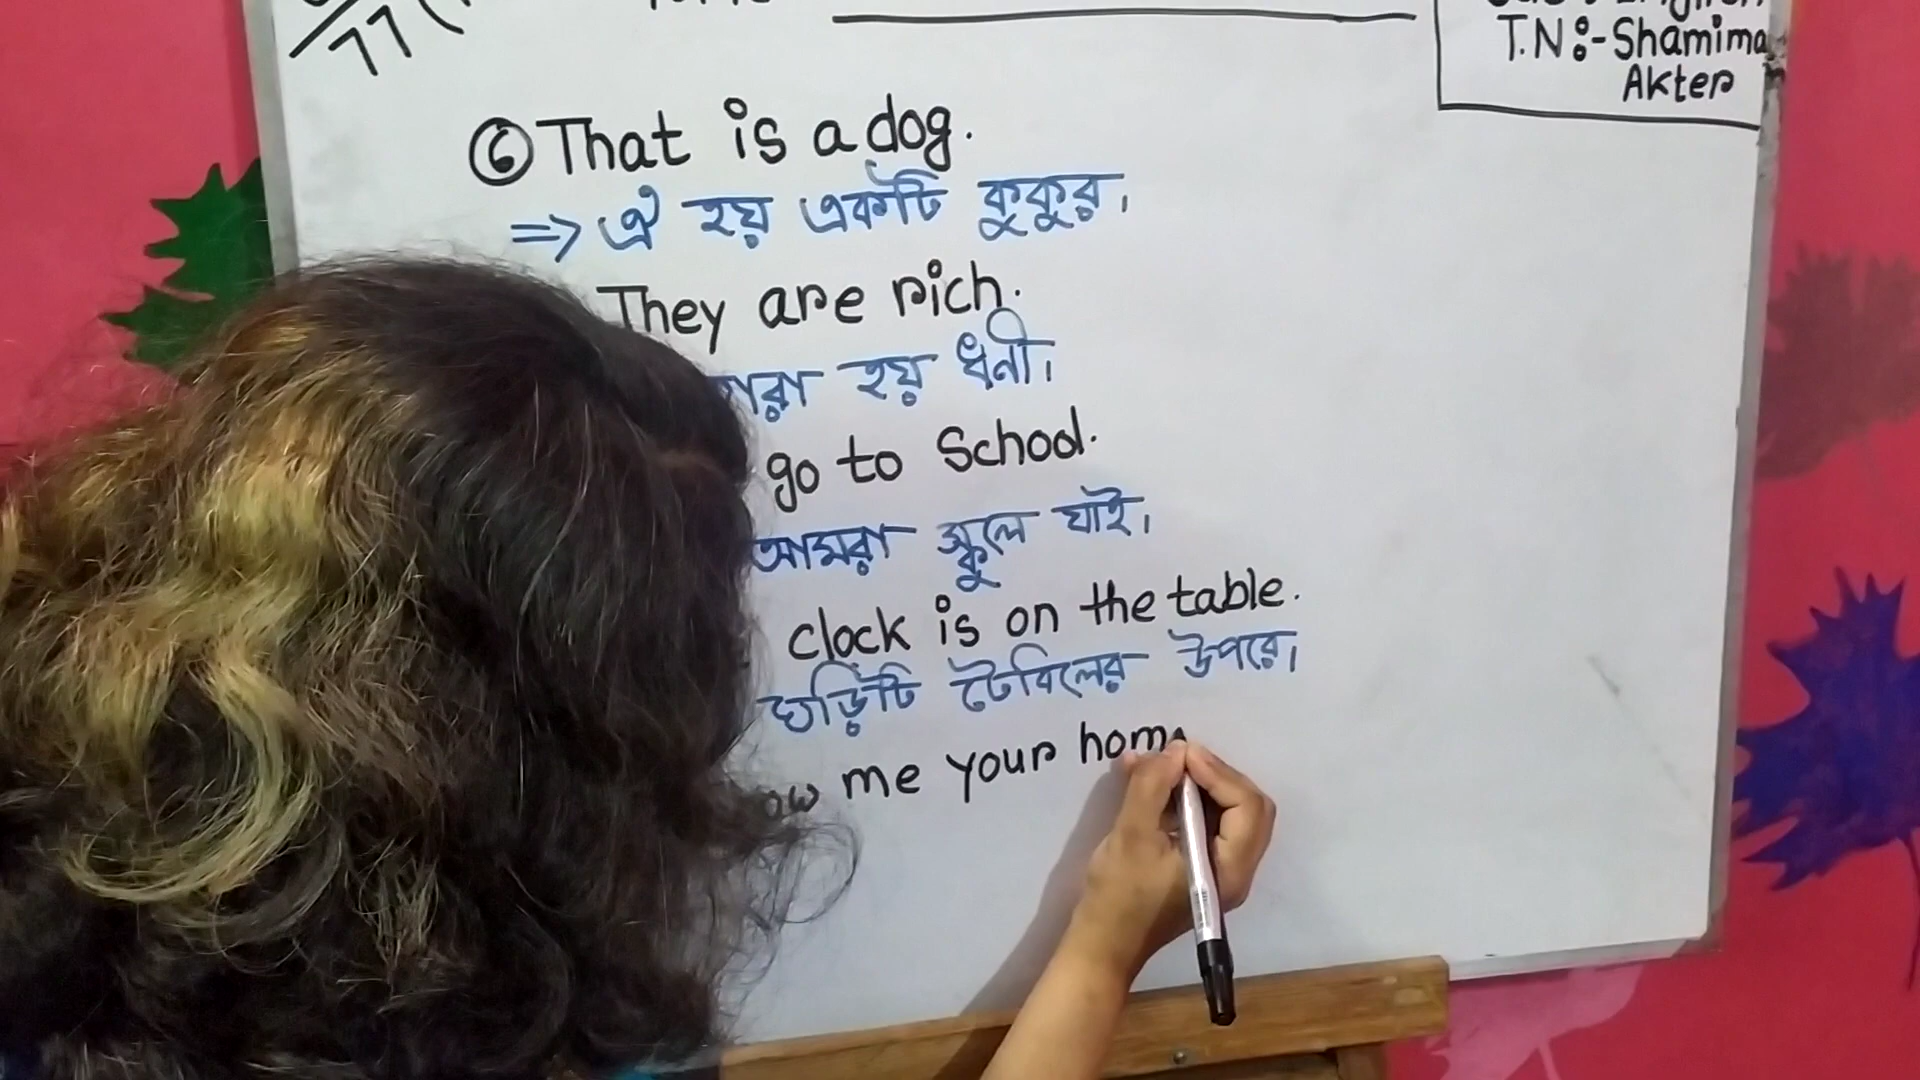 77
T.N:-Shamima
Akter
6 That is a dog.
=> ঐ হয় একটি কুকুর।
They are rich.
হয় ধনী।
go to School.
আমরা স্কুলে যাই।
clock is on the table.
ঘড়িটি টেবিলের উপরে।
me your hom